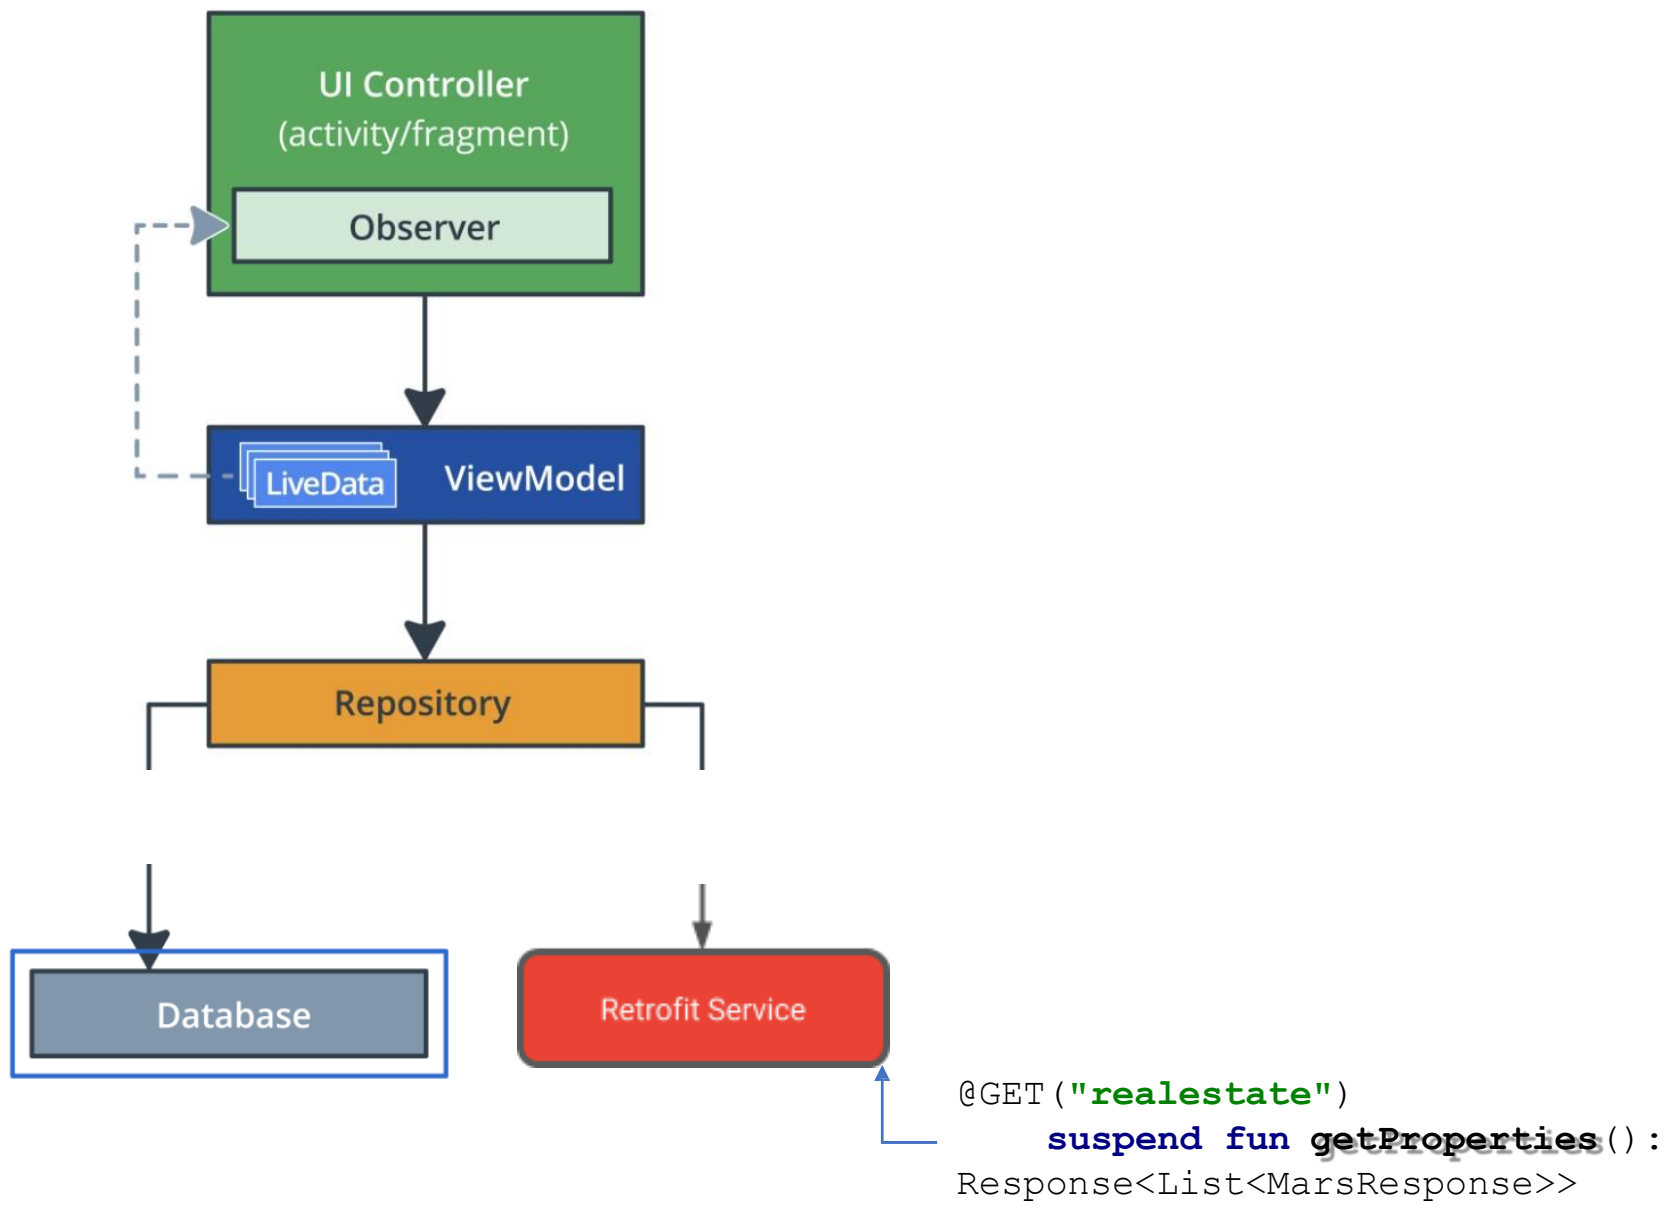 UI Controller
(activity/fragment)
Observer
LiveData
ViewModel
Repository
Database
Retrofit Service
@GET("realestate")
suspend fun getProperties():
Response<List<MarsResponse>>